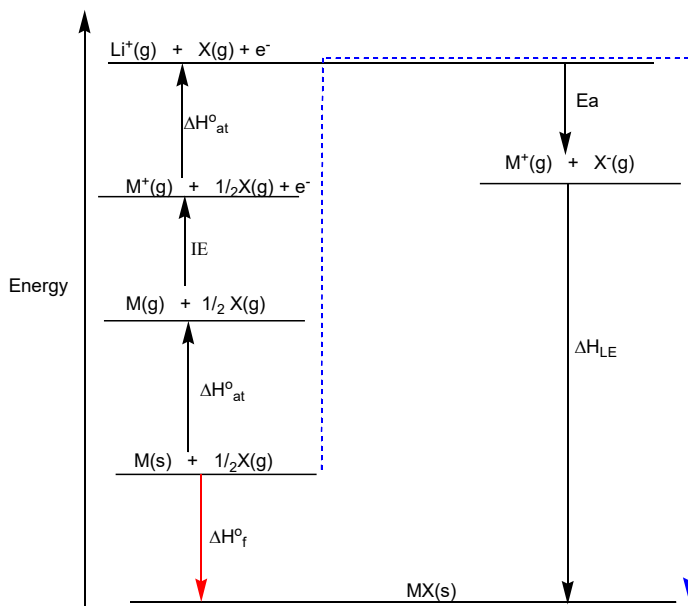 Li⁺(g) + X(g) + e⁻
Ea
ΔHᵒat
M⁺(g) + X⁻(g)
M⁺(g) + 1/2X(g) + e⁻
IE
Energy
M(g) + 1/2 X(g)
ΔHLE
ΔHᵒat
M(s) + 1/2X(g)
ΔHᵒf
MX(s)